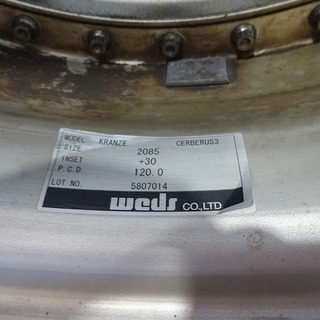 MODEL KRANZE CERBERUS3
SIZE 2085
INSET +30
P.C.D 120.0
LOT NO. 5807014
weds CO.,LTD.